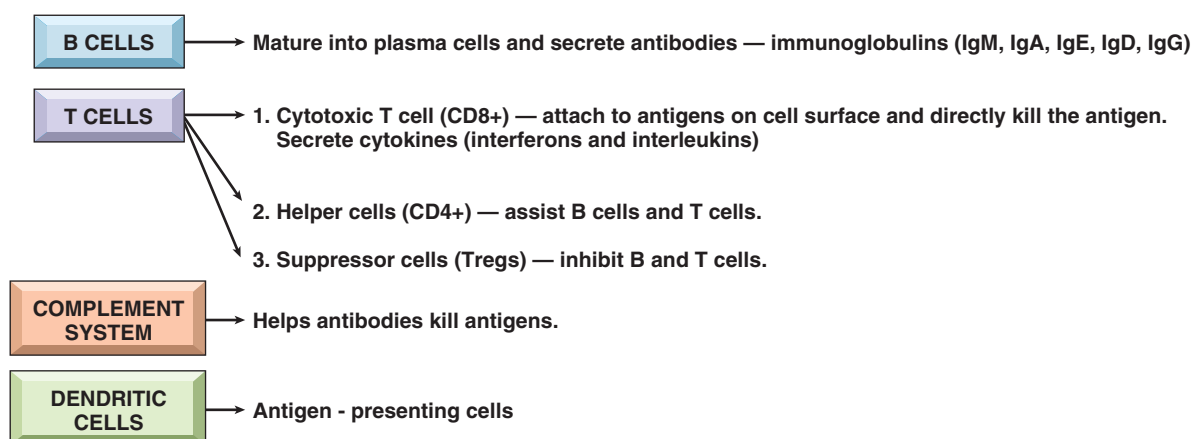 B CELLS
Mature into plasma cells and secrete antibodies — immunoglobulins (IgM, IgA, IgE, IgD, IgG)
T CELLS
1. Cytotoxic T cell (CD8+) — attach to antigens on cell surface and directly kill the antigen.
Secrete cytokines (interferons and interleukins)
2. Helper cells (CD4+) — assist B cells and T cells.
3. Suppressor cells (Tregs) — inhibit B and T cells.
COMPLEMENT
SYSTEM
Helps antibodies kill antigens.
DENDRITIC
CELLS
Antigen - presenting cells